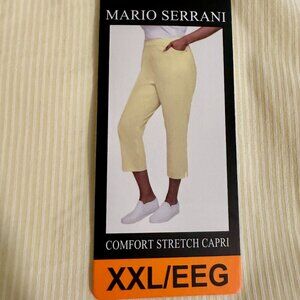 MARIO SERRANI
COMFORT STRETCH CAPRI
XXL/EEG